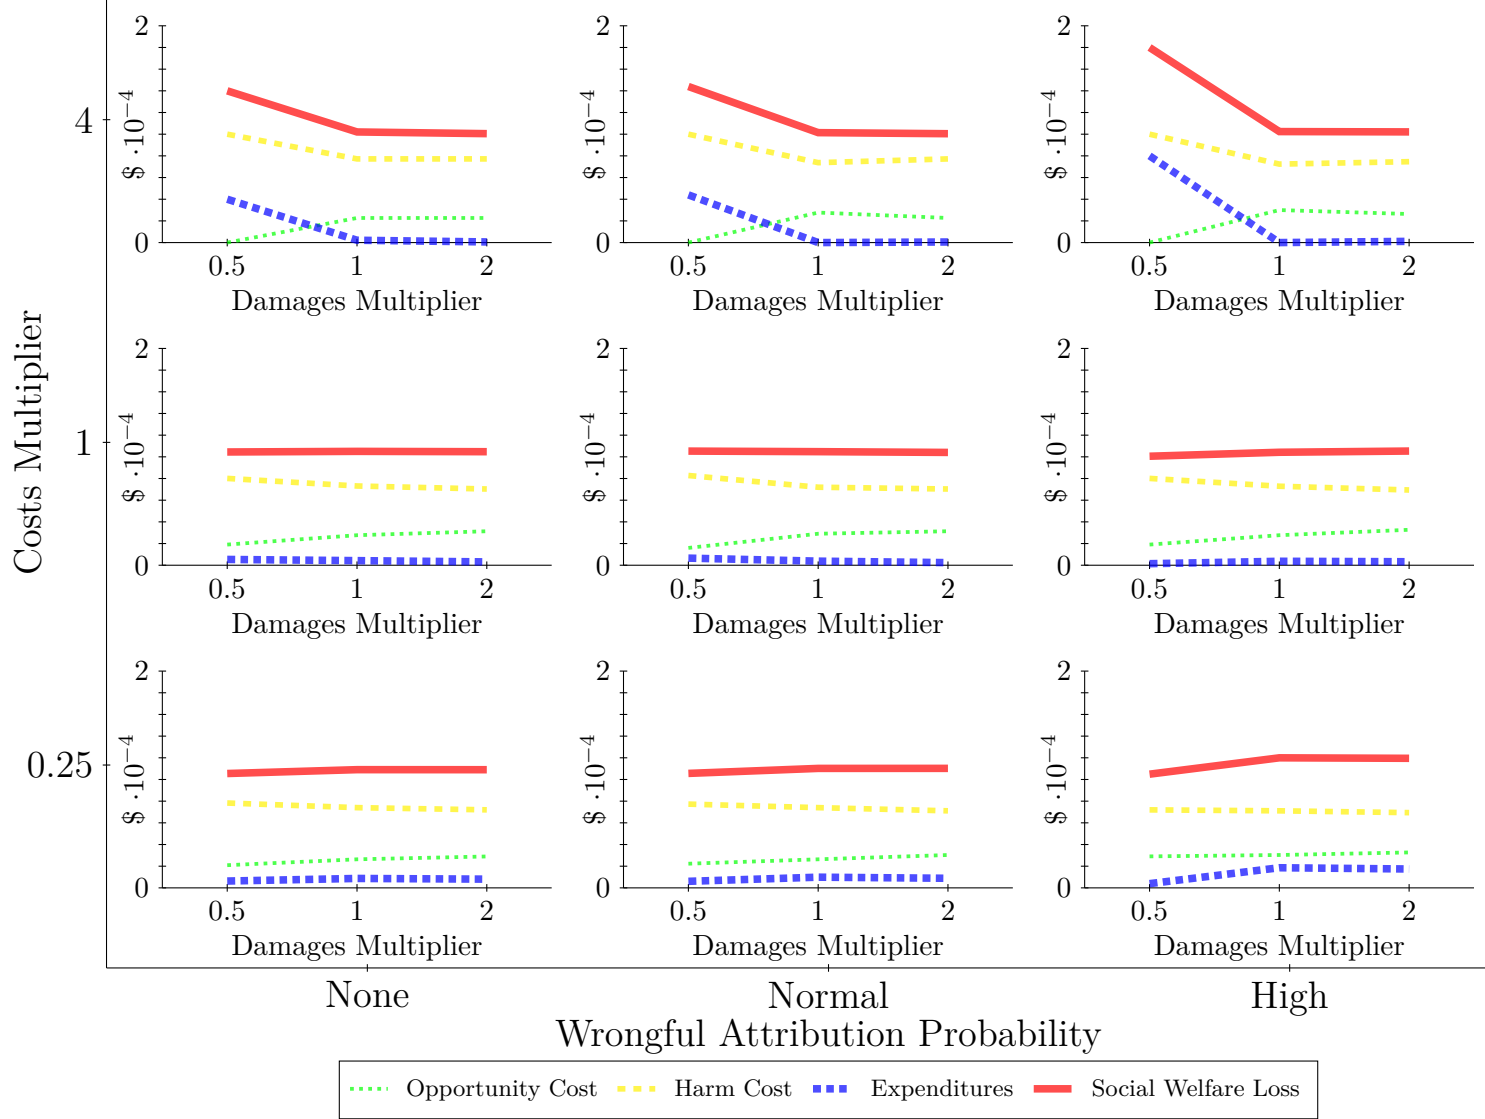 Costs Multiplier
4
1
0.25
2
$ ·10⁻⁴
0
0.5 1 2
Damages Multiplier
2
$ ·10⁻⁴
0
0.5 1 2
Damages Multiplier
2
$ ·10⁻⁴
0
0.5 1 2
Damages Multiplier
2
$ ·10⁻⁴
0
0.5 1 2
Damages Multiplier
2
$ ·10⁻⁴
0
0.5 1 2
Damages Multiplier
2
$ ·10⁻⁴
0
0.5 1 2
Damages Multiplier
2
$ ·10⁻⁴
0
0.5 1 2
Damages Multiplier
2
$ ·10⁻⁴
0
0.5 1 2
Damages Multiplier
2
$ ·10⁻⁴
0
0.5 1 2
Damages Multiplier
None Normal High
Wrongful Attribution Probability
Opportunity Cost Harm Cost Expenditures Social Welfare Loss